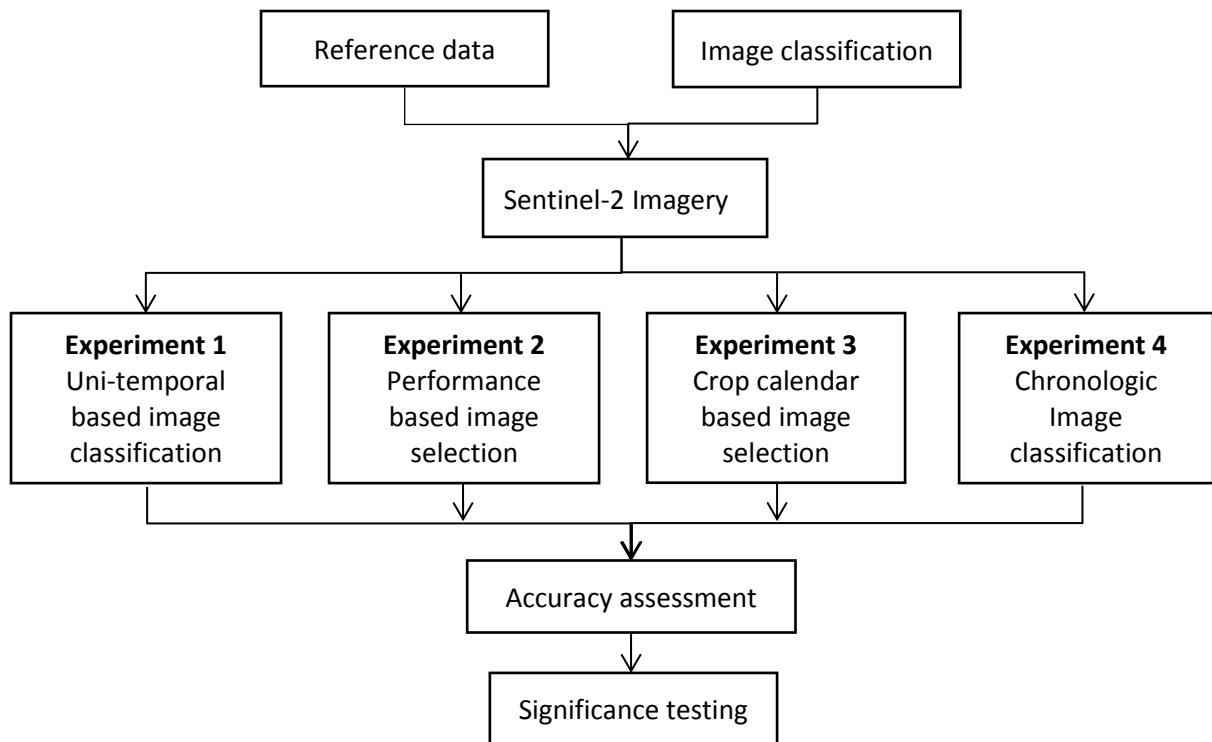 Reference data
Image classification
Sentinel-2 Imagery
Experiment 1
Uni-temporal
based image
classification
Experiment 2
Performance
based image
selection
Experiment 3
Crop calendar
based image
selection
Experiment 4
Chronologic
Image
classification
Accuracy assessment
Significance testing